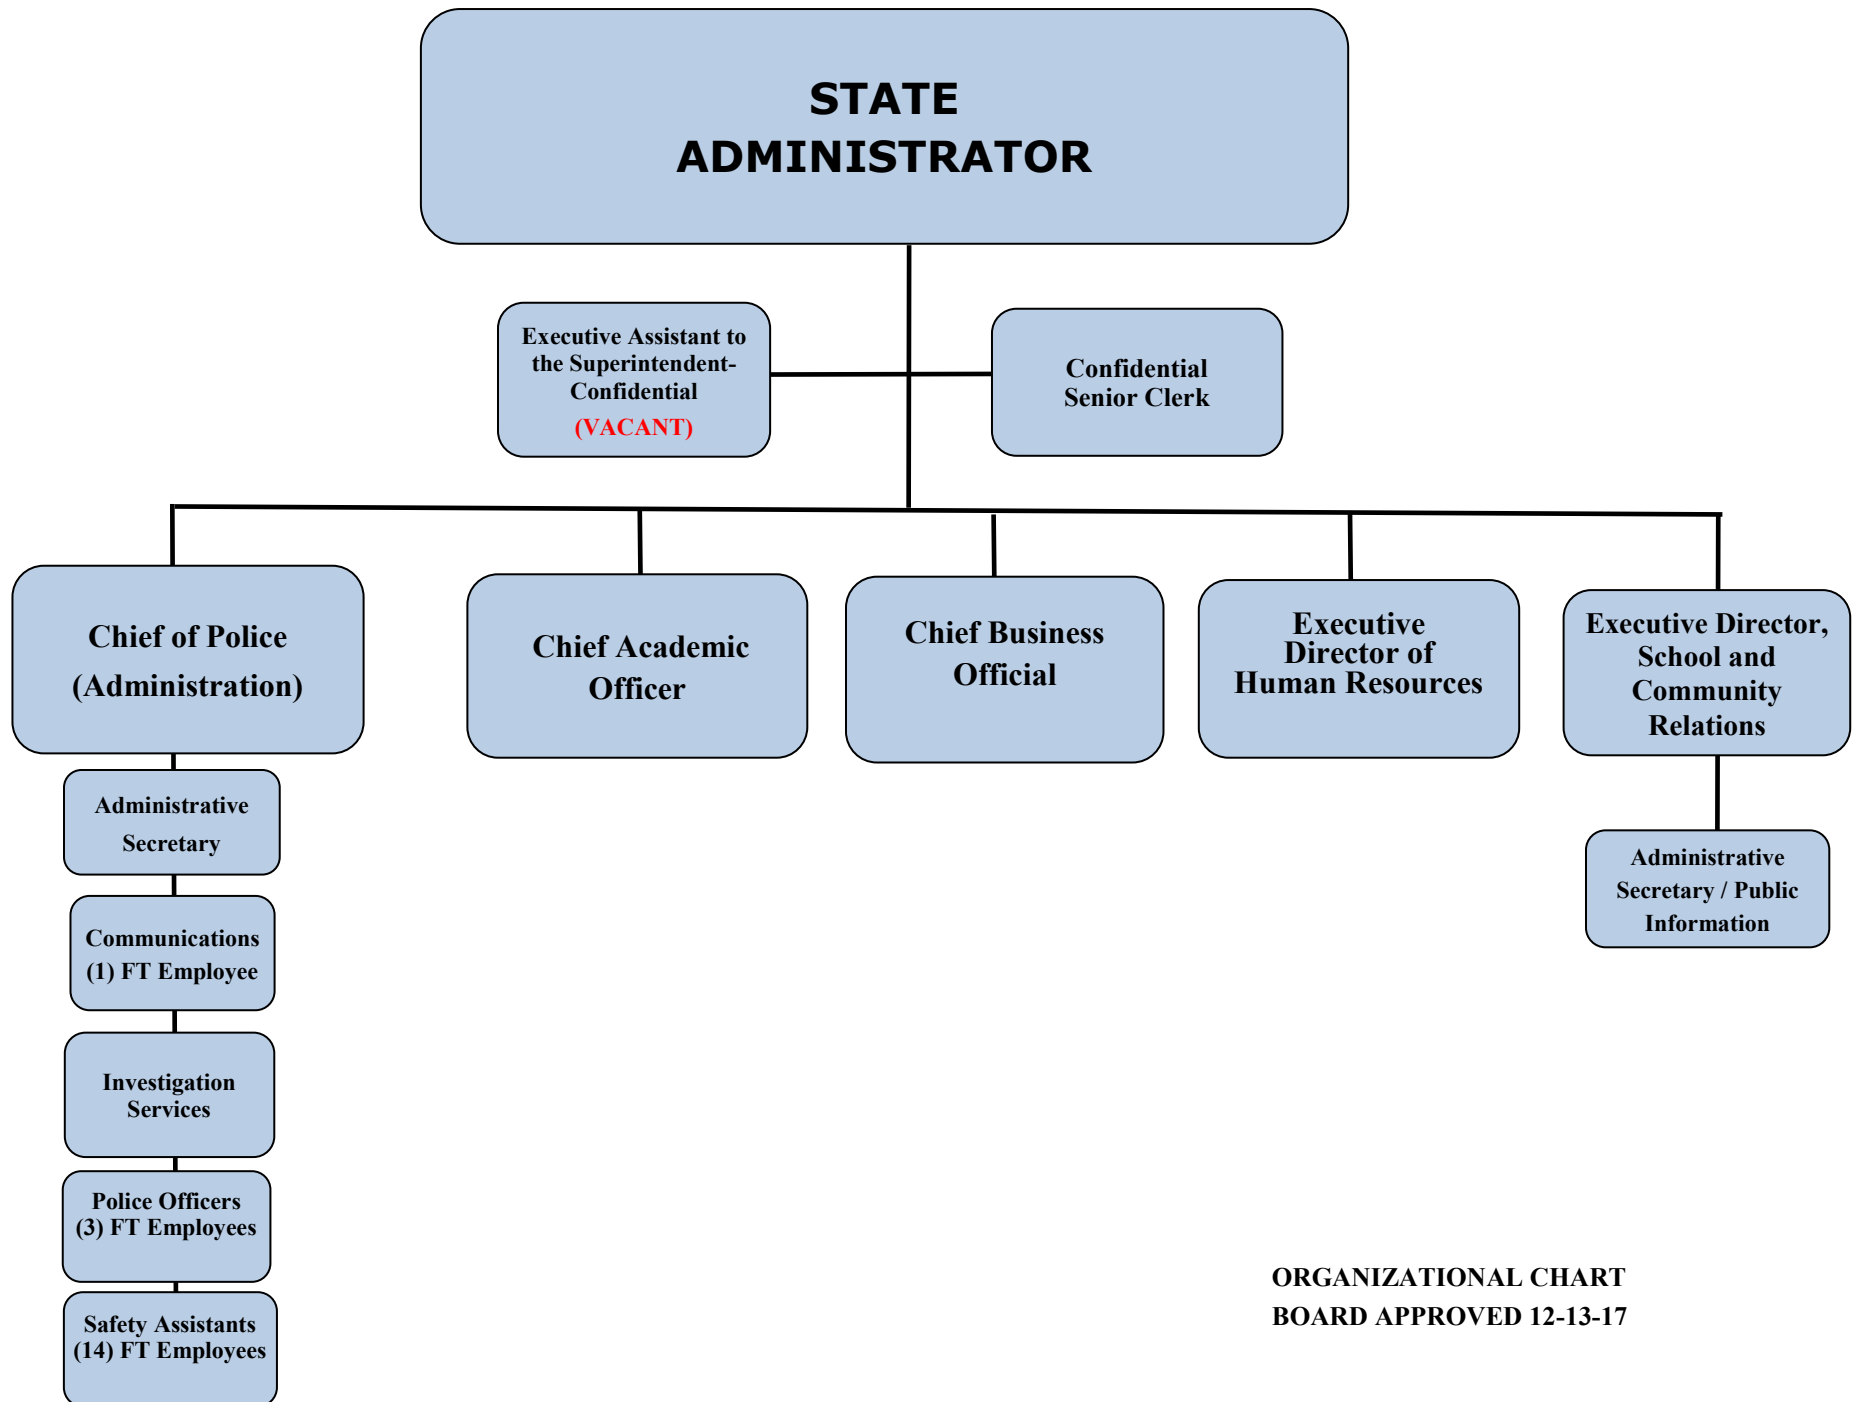 STATE
ADMINISTRATOR
Executive Assistant to
the Superintendent-
Confidential
(VACANT)
Confidential
Senior Clerk
Chief of Police
(Administration)
Chief Academic
Officer
Chief Business
Official
Executive
Director of
Human Resources
Executive Director,
School and
Community
Relations
Administrative
Secretary
Communications
(1) FT Employee
Investigation
Services
Police Officers
(3) FT Employees
Safety Assistants
(14) FT Employees
Administrative
Secretary / Public
Information
ORGANIZATIONAL CHART
BOARD APPROVED 12-13-17